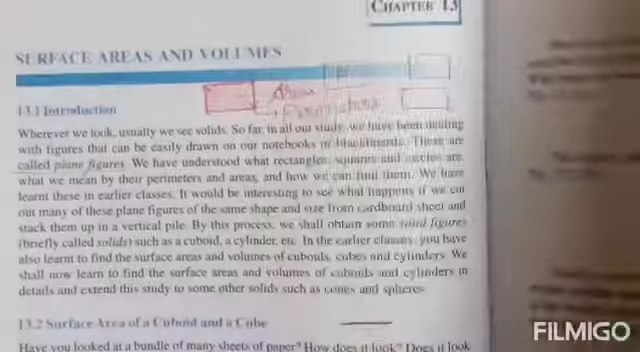 CHAPTER 13
SURFACE AREAS AND VOLUMES
13.1 Introduction
Wherever we look, usually we see solids. So far, in all our study, we have been dealing
with figures that can be easily drawn on our notebooks or blackboards. These are
called plane figures. We have understood what rectangles, squares and circles are,
what we mean by their perimeters and areas, and how we can find them. We have
learnt these in earlier classes. It would be interesting to see what happens if we cut
out many of these plane figures of the same shape and size from cardboard sheet and
stack them up in a vertical pile. By this process, we shall obtain some solid figures
(briefly called solids) such as a cuboid, a cylinder, etc. In the earlier classes, you have
also learnt to find the surface areas and volumes of cuboids, cubes and cylinders. We
shall now learn to find the surface areas and volumes of cuboids and cylinders in
details and extend this study to some other solids such as cones and spheres.
13.2 Surface Area of a Cuboid and a Cube
Have you looked at a bundle of many sheets of paper? How does it look? Does it look
FILMIGO